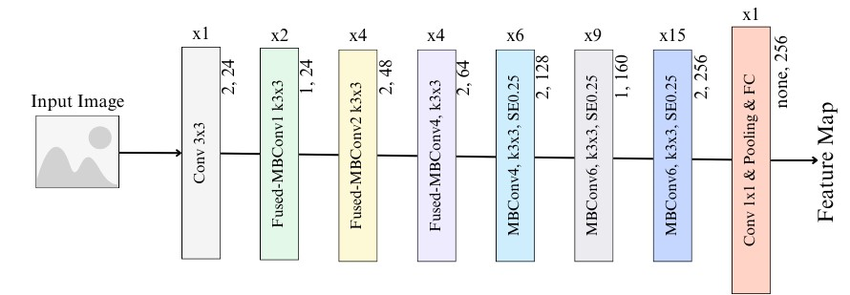 Input Image
x1
Conv 3x3
2, 24
x2
Fused-MBConv1 k3x3
1, 24
x4
Fused-MBConv2 k3x3
2, 48
x4
Fused-MBConv4, k3x3
2, 64
x6
MBConv4, k3x3, SE0.25
2, 128
x9
MBConv6, k3x3, SE0.25
1, 160
x15
MBConv6, k3x3, SE0.25
2, 256
x1
Conv 1x1 & Pooling & FC
none, 256
Feature Map